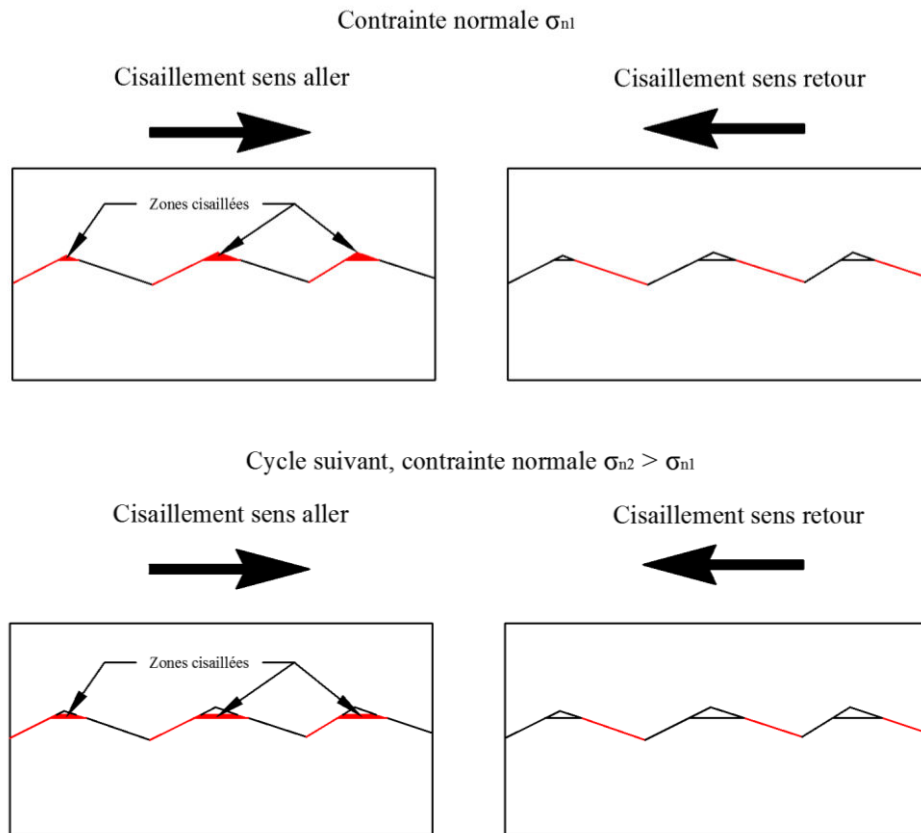 Contrainte normale σn1
Cisaillement sens aller
Cisaillement sens retour
Zones cisaillées
Cycle suivant, contrainte normale σn2 > σn1
Cisaillement sens aller
Cisaillement sens retour
Zones cisaillées